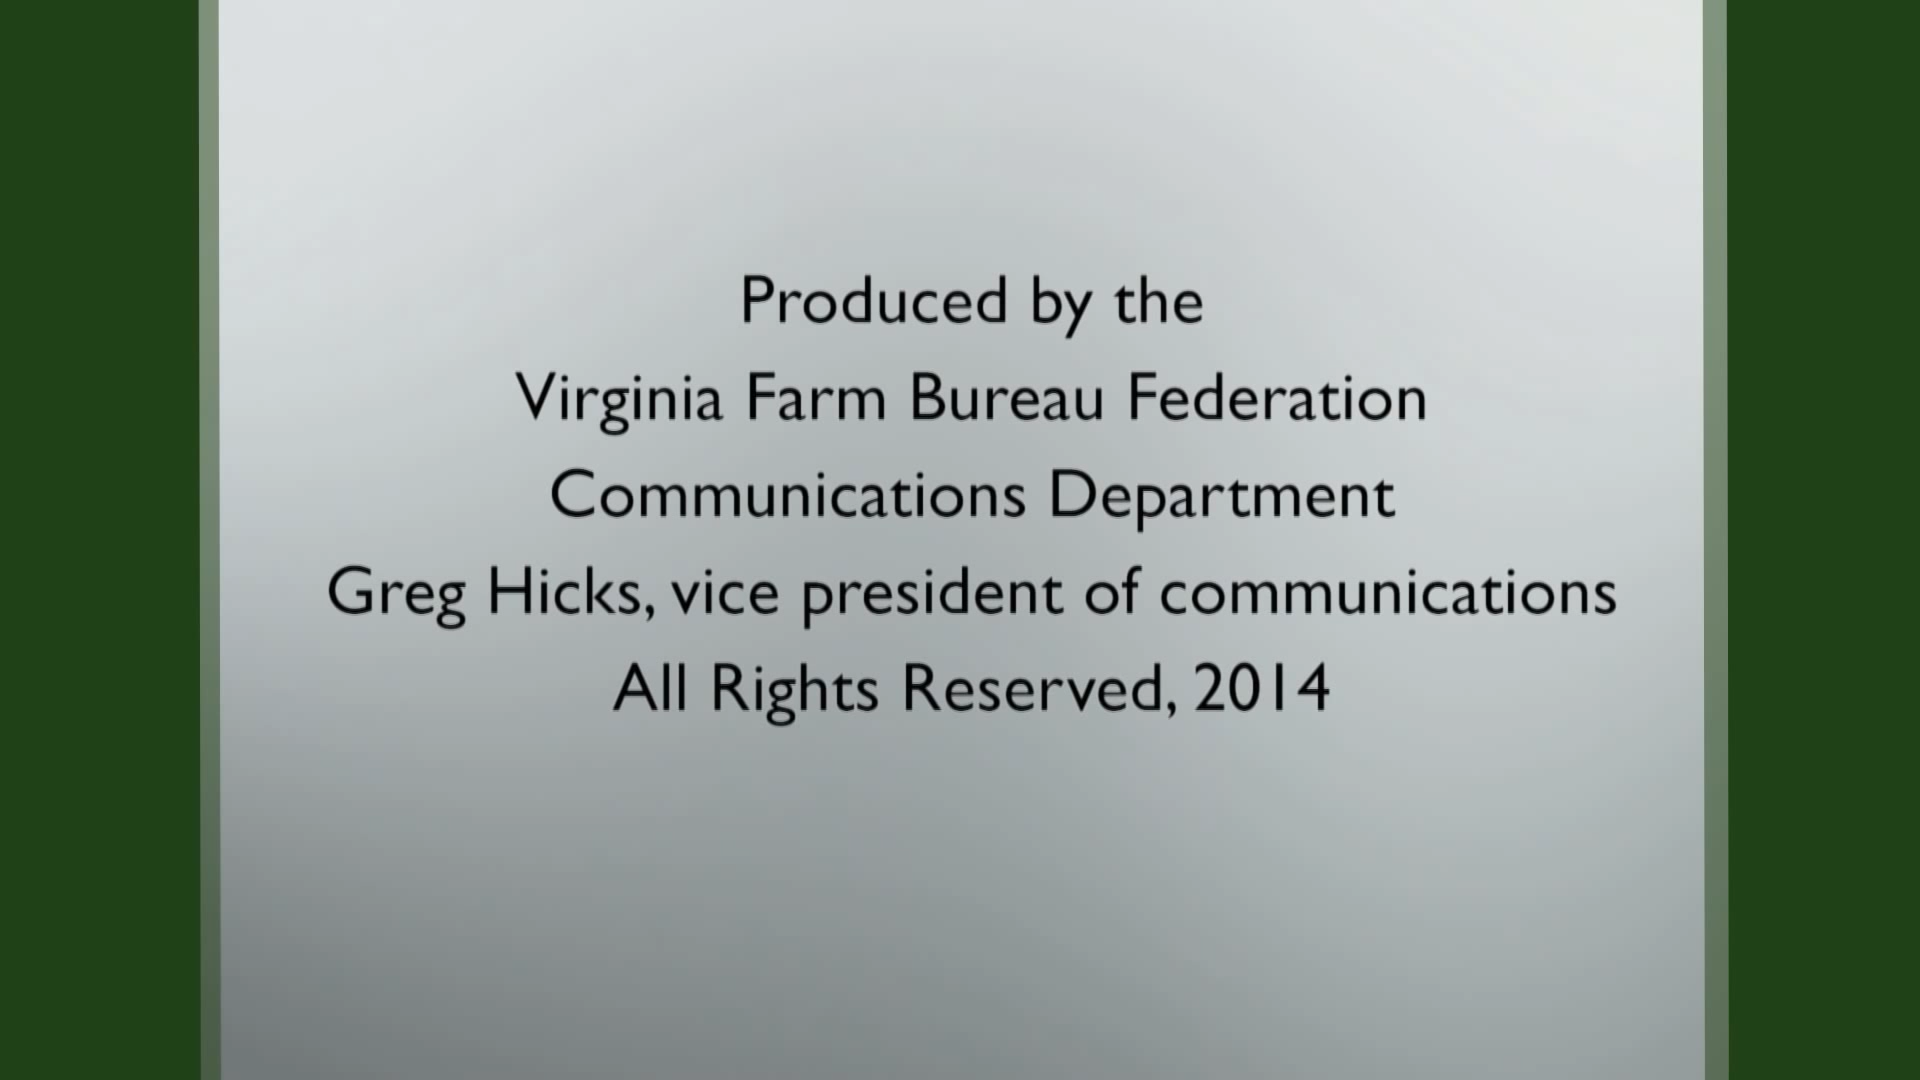 Produced by the
Virginia Farm Bureau Federation
Communications Department
Greg Hicks, vice president of communications
All Rights Reserved, 2014